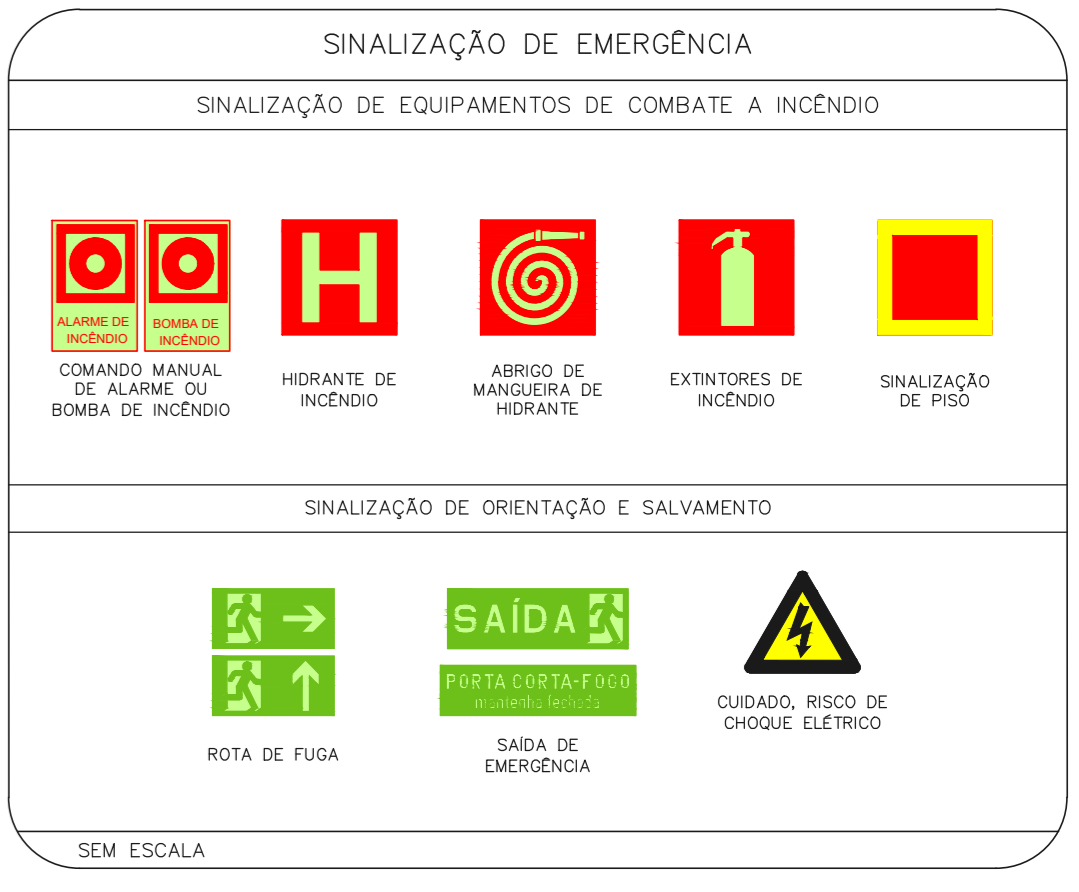 SINALIZAÇÃO DE EMERGÊNCIA
SINALIZAÇÃO DE EQUIPAMENTOS DE COMBATE A INCÊNDIO
ALARME DE
INCÊNDIO
BOMBA DE
INCÊNDIO
COMANDO MANUAL
DE ALARME OU
BOMBA DE INCÊNDIO
H
HIDRANTE DE
INCÊNDIO
ABRIGO DE
MANGUEIRA DE
HIDRANTE
EXTINTORES DE
INCÊNDIO
SINALIZAÇÃO
DE PISO
SINALIZAÇÃO DE ORIENTAÇÃO E SALVAMENTO
ROTA DE FUGA
SAÍDA
PORTA CORTA-FOGO
mantenha fechada
SAÍDA DE
EMERGÊNCIA
CUIDADO, RISCO DE
CHOQUE ELÉTRICO
SEM ESCALA